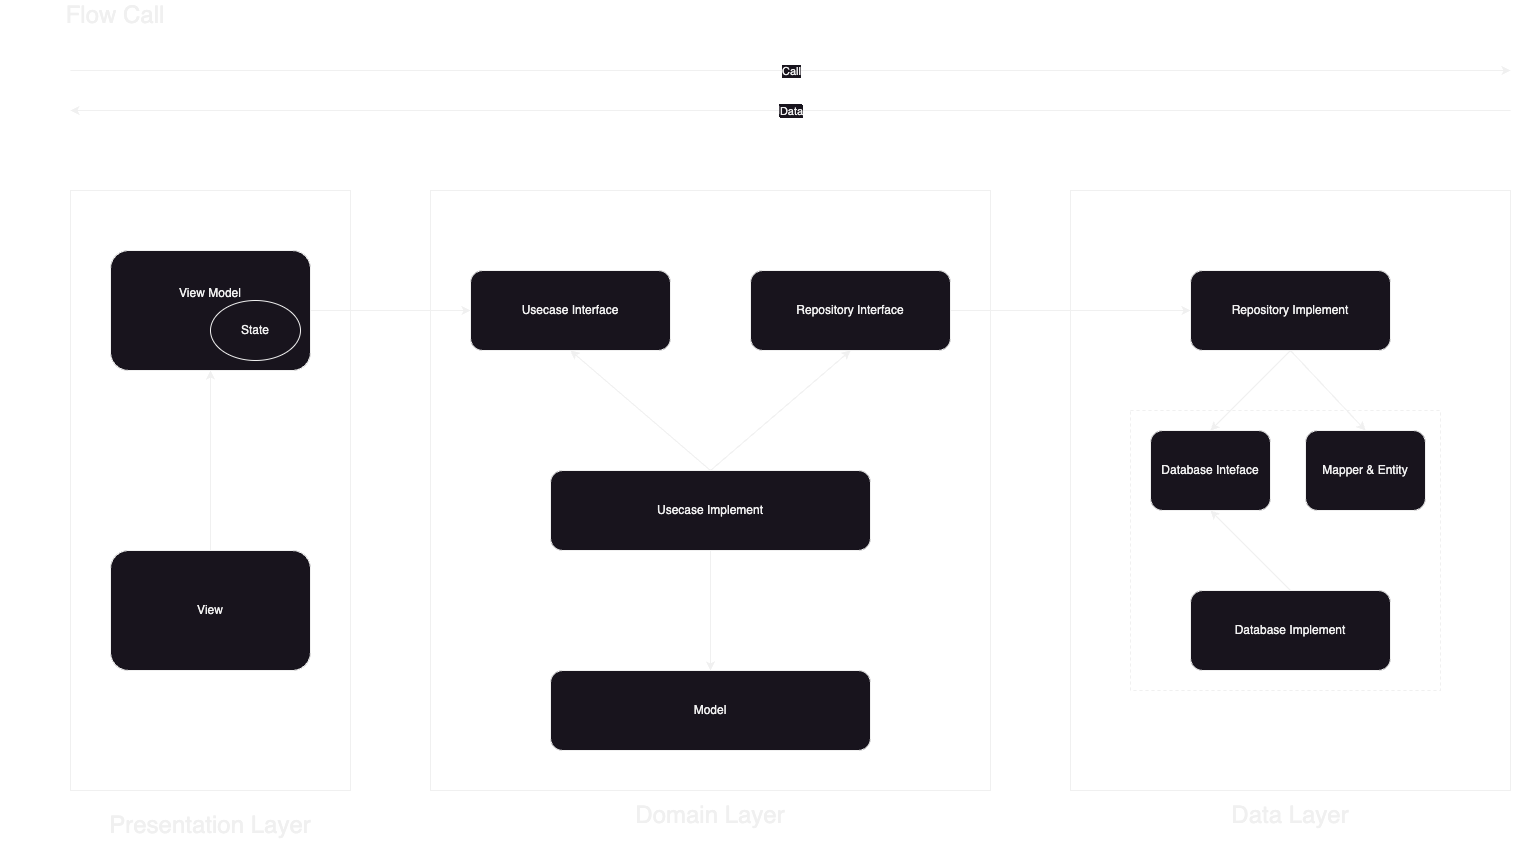 Flow Call
Call
Data
View Model
State
View
Presentation Layer
Usecase Interface
Repository Interface
Usecase Implement
Model
Domain Layer
Repository Implement
Database Inteface
Mapper & Entity
Database Implement
Data Layer